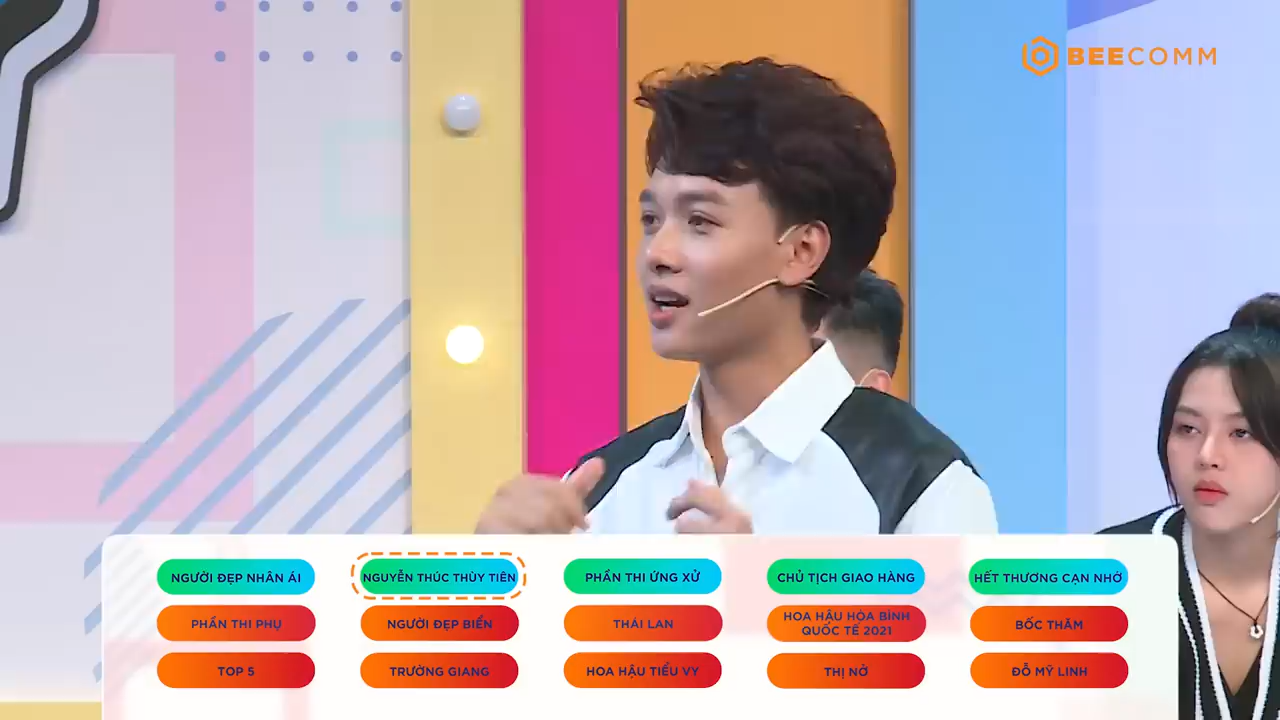 BEECOMM
NGƯỜI ĐẸP NHÂN ÁI
NGUYỄN THÚC THÙY TIÊN
PHẦN THI ỨNG XỬ
CHỦ TỊCH GIAO HÀNG
HẾT THƯƠNG CẠN NHỚ
PHẦN THI PHỤ
NGƯỜI ĐẸP BIỂN
THÁI LAN
HOA HẬU HÒA BÌNH
QUỐC TẾ 2021
BỐC THĂM
TOP 5
TRƯỜNG GIANG
HOA HẬU TIỂU VY
THỊ NỞ
ĐỖ MỸ LINH